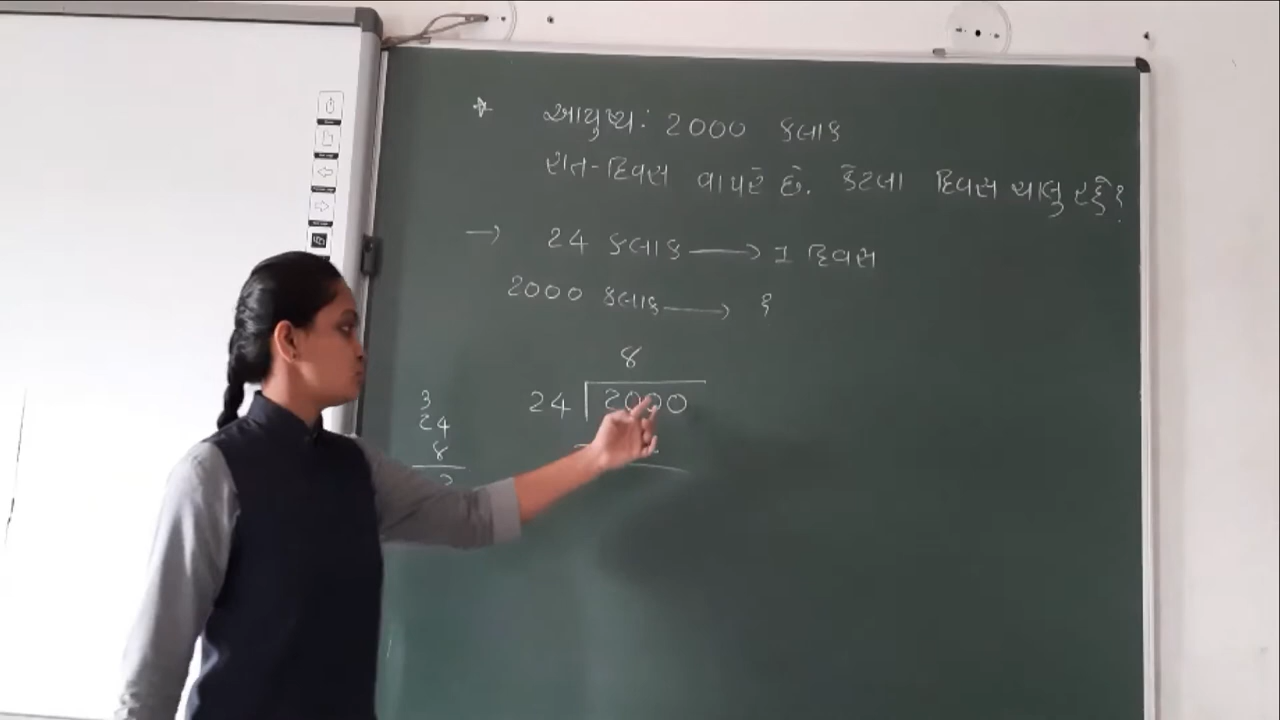 * આયુષ્ય: 2000 કલાક
રાત-દિવસ વાપરે છે. કેટલા દિવસ ચાલુ રહે?
→ 24 કલાક → 1 દિવસ
2000 કલાક → ?
8
24 2000
3
24
8
2